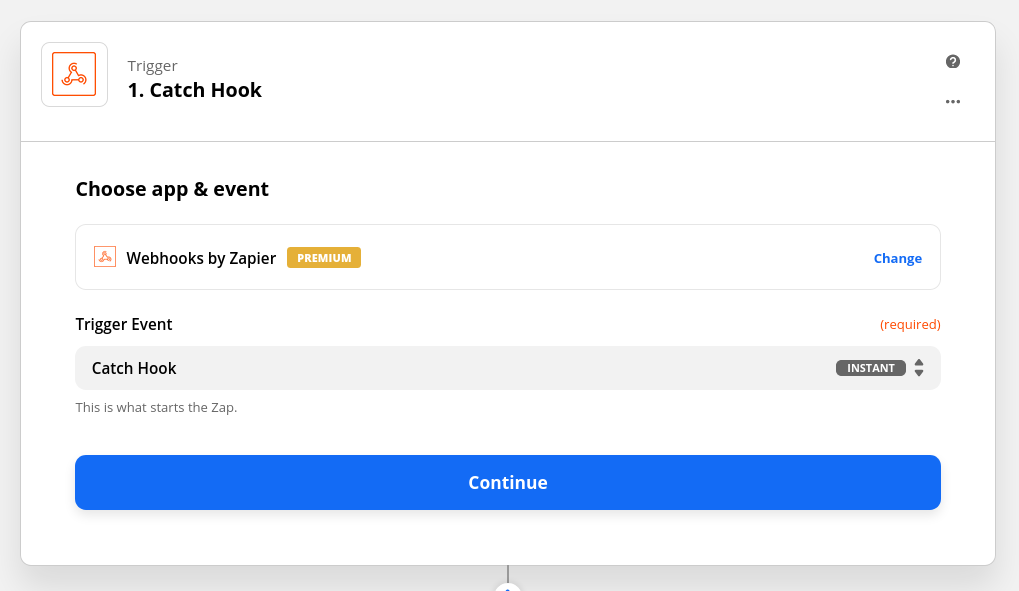 Trigger
1. Catch Hook
Choose app & event
Webhooks by Zapier PREMIUM Change
Trigger Event (required)
Catch Hook INSTANT
This is what starts the Zap.
Continue